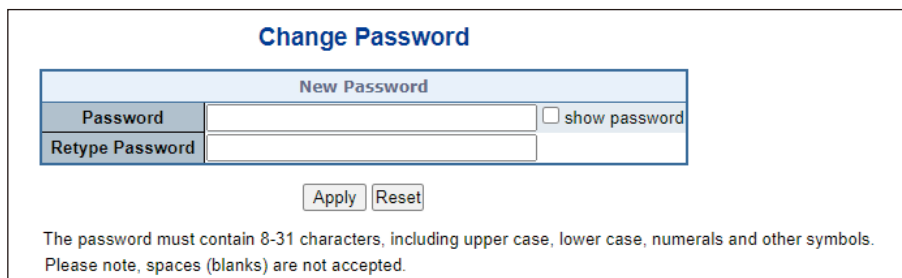 Change Password
New Password
Password show password
Retype Password
Apply Reset
The password must contain 8-31 characters, including upper case, lower case, numerals and other symbols.
Please note, spaces (blanks) are not accepted.